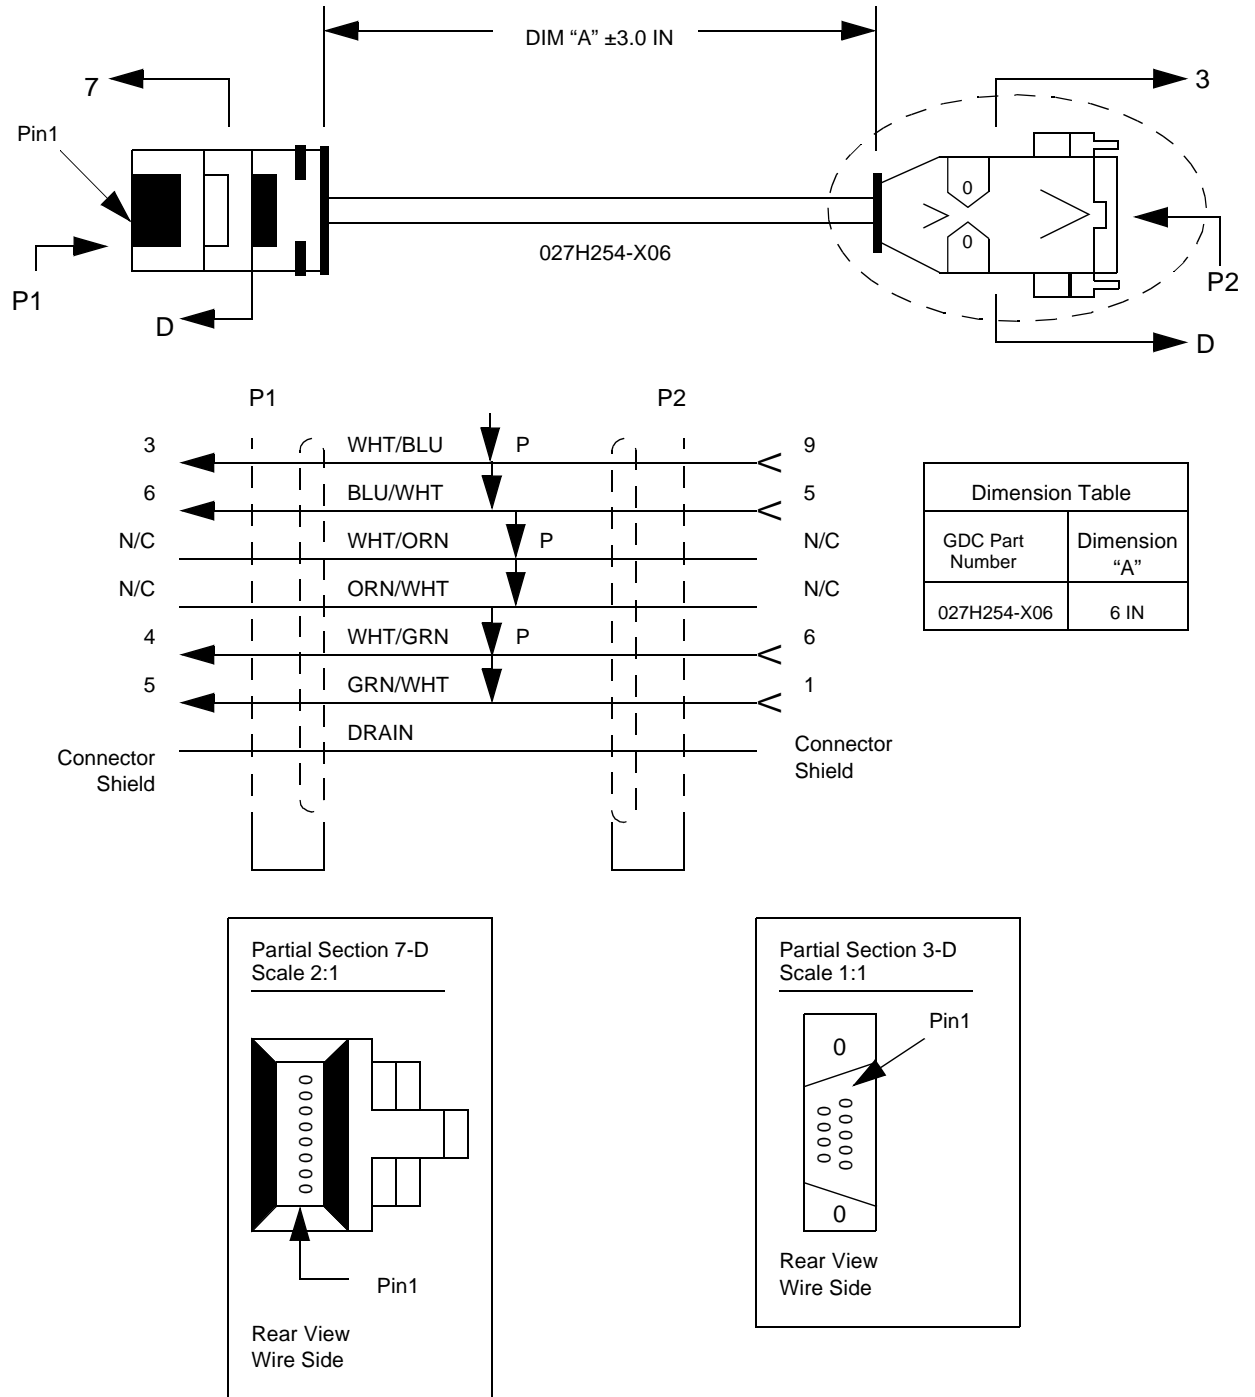 DIM “A” ±3.0 IN
7
3
Pin1
0
0
027H254-X06
P1
P2
D
D
P1
P2
3 WHT/BLU P 9
6 BLU/WHT 5
N/C WHT/ORN P N/C
N/C ORN/WHT N/C
4 WHT/GRN P 6
5 GRN/WHT 1
DRAIN
Connector
Shield
Connector
Shield
Dimension Table
GDC Part
Number
Dimension
“A”
027H254-X06 6 IN
Partial Section 7-D
Scale 2:1
00000000
Pin1
Rear View
Wire Side
Partial Section 3-D
Scale 1:1
Pin1
0
0000
00000
0
Rear View
Wire Side